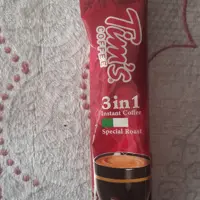 Tim's
COFFEE
3 in 1
Instant Coffee
Special Roast